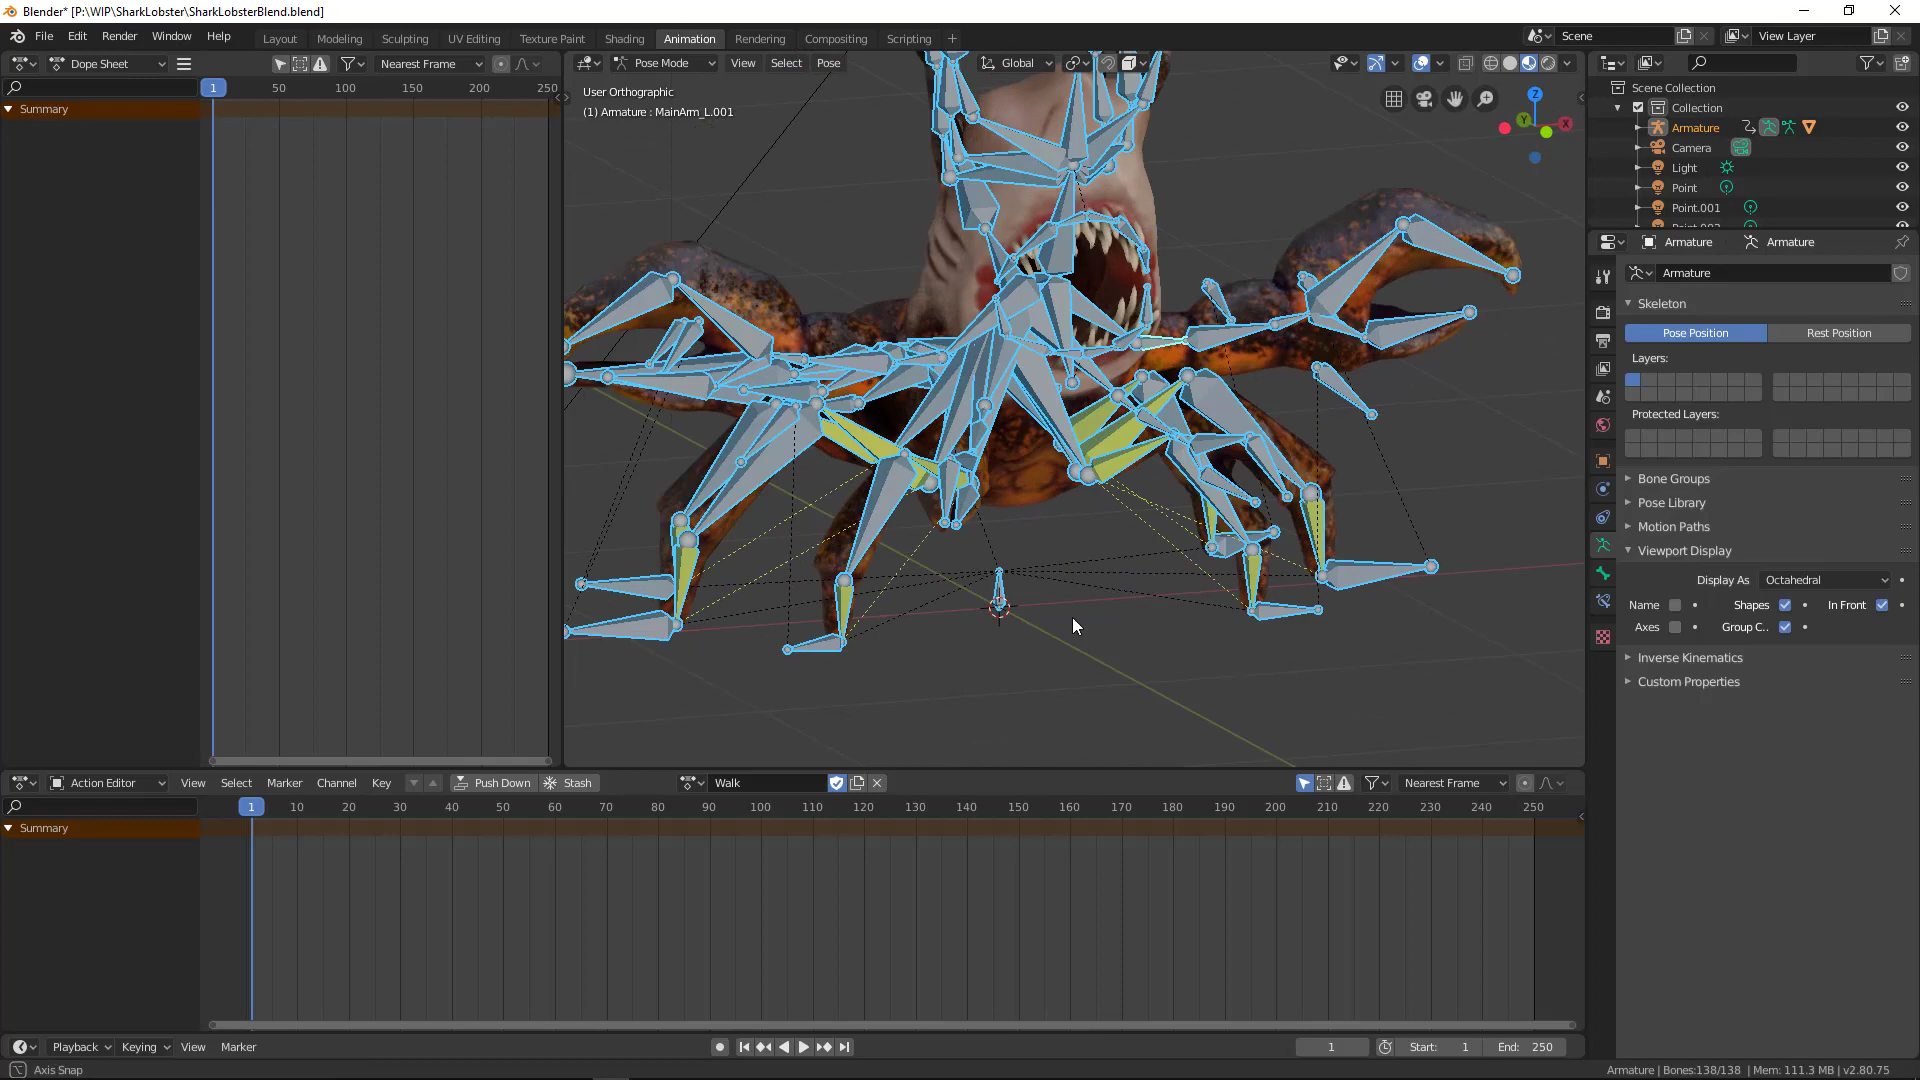 Blender* [P:\WIP\SharkLobster\SharkLobsterBlend.blend]
File Edit Render Window Help
Layout Modeling Sculpting UV Editing Texture Paint Shading Animation Rendering Compositing Scripting +
Scene View Layer
Dope Sheet Nearest Frame
Pose Mode View Select Pose Global
1 50 100 150 200 250
Summary
User Orthographic
(1) Armature : MainArm_L.001
Z
Y
X
Scene Collection
Collection
Armature
Camera
Light
Point
Point.001
Armature Armature
Armature
Skeleton
Pose Position Rest Position
Layers:
Protected Layers:
Bone Groups
Pose Library
Motion Paths
Viewport Display
Display As Octahedral
Name Shapes In Front
Axes Group C..
Inverse Kinematics
Custom Properties
Action Editor View Select Marker Channel Key Push Down Stash Walk Nearest Frame
1 10 20 30 40 50 60 70 80 90 100 110 120 130 140 150 160 170 180 190 200 210 220 230 240 250
Summary
Playback Keying View Marker 1 Start: 1 End: 250
Axis Snap
Armature | Bones:138/138 | Mem: 111.3 MB | v2.80.75